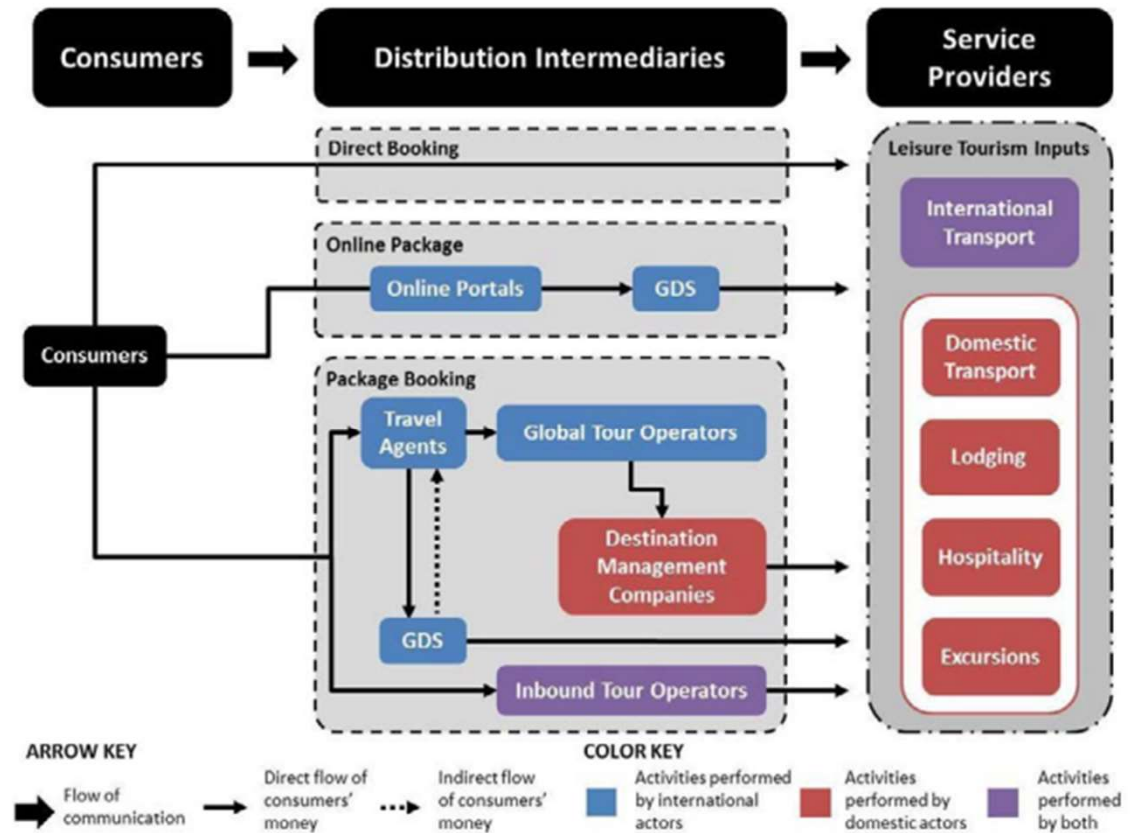 Consumers
Distribution Intermediaries
Service
Providers
Direct Booking
Leisure Tourism Inputs
International
Transport
Online Package
Online Portals
GDS
Consumers
Domestic
Transport
Package Booking
Travel
Agents
Global Tour Operators
Lodging
Destination
Management
Companies
Hospitality
GDS
Excursions
Inbound Tour Operators
ARROW KEY
Flow of
communication
Direct flow of
consumers'
money
Indirect flow
of consumers'
money
COLOR KEY
Activities performed
by international
actors
Activities
performed by
domestic actors
Activities
performed
by both